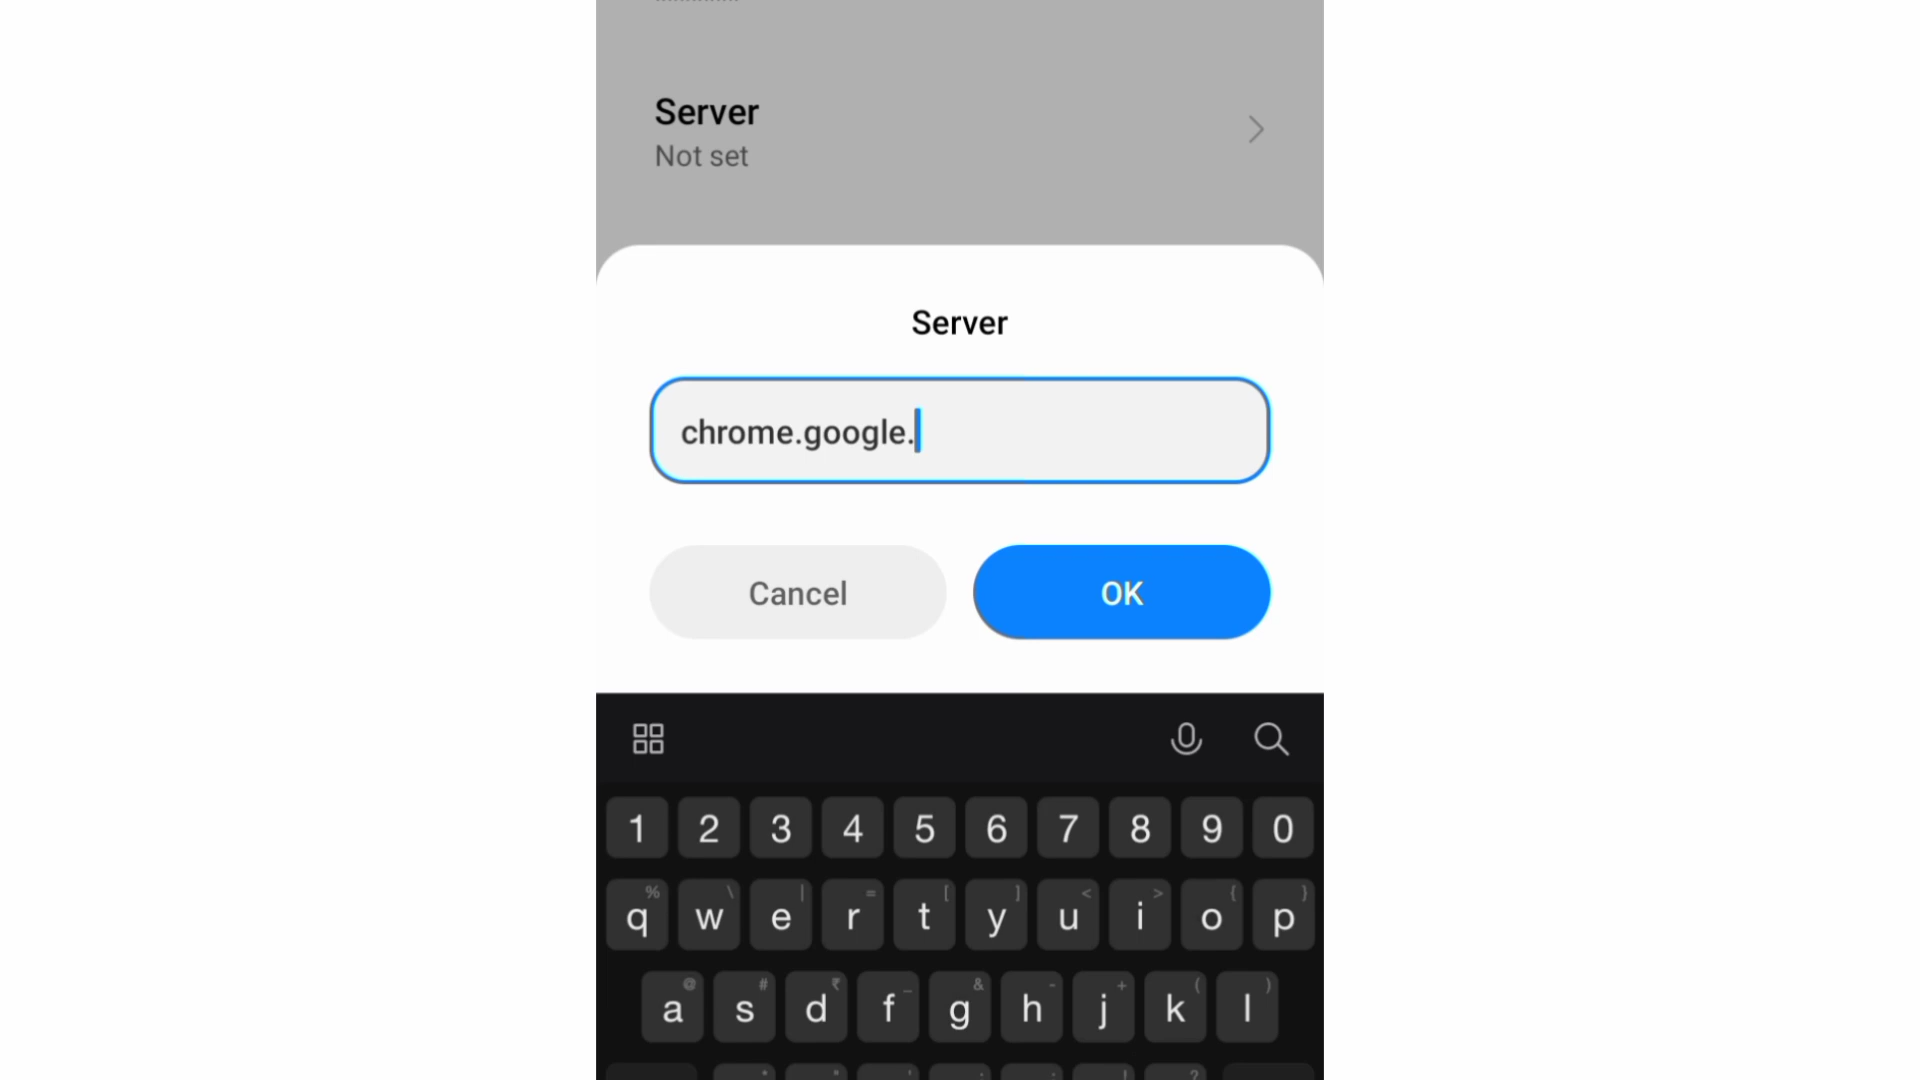 Server
Not set
Server
chrome.google.
Cancel
OK
1 2 3 4 5 6 7 8 9 0
% \ | = [ ] < > { }
q w e r t y u i o p
@ # ₹ _ & - + ( )
a s d f g h j k l